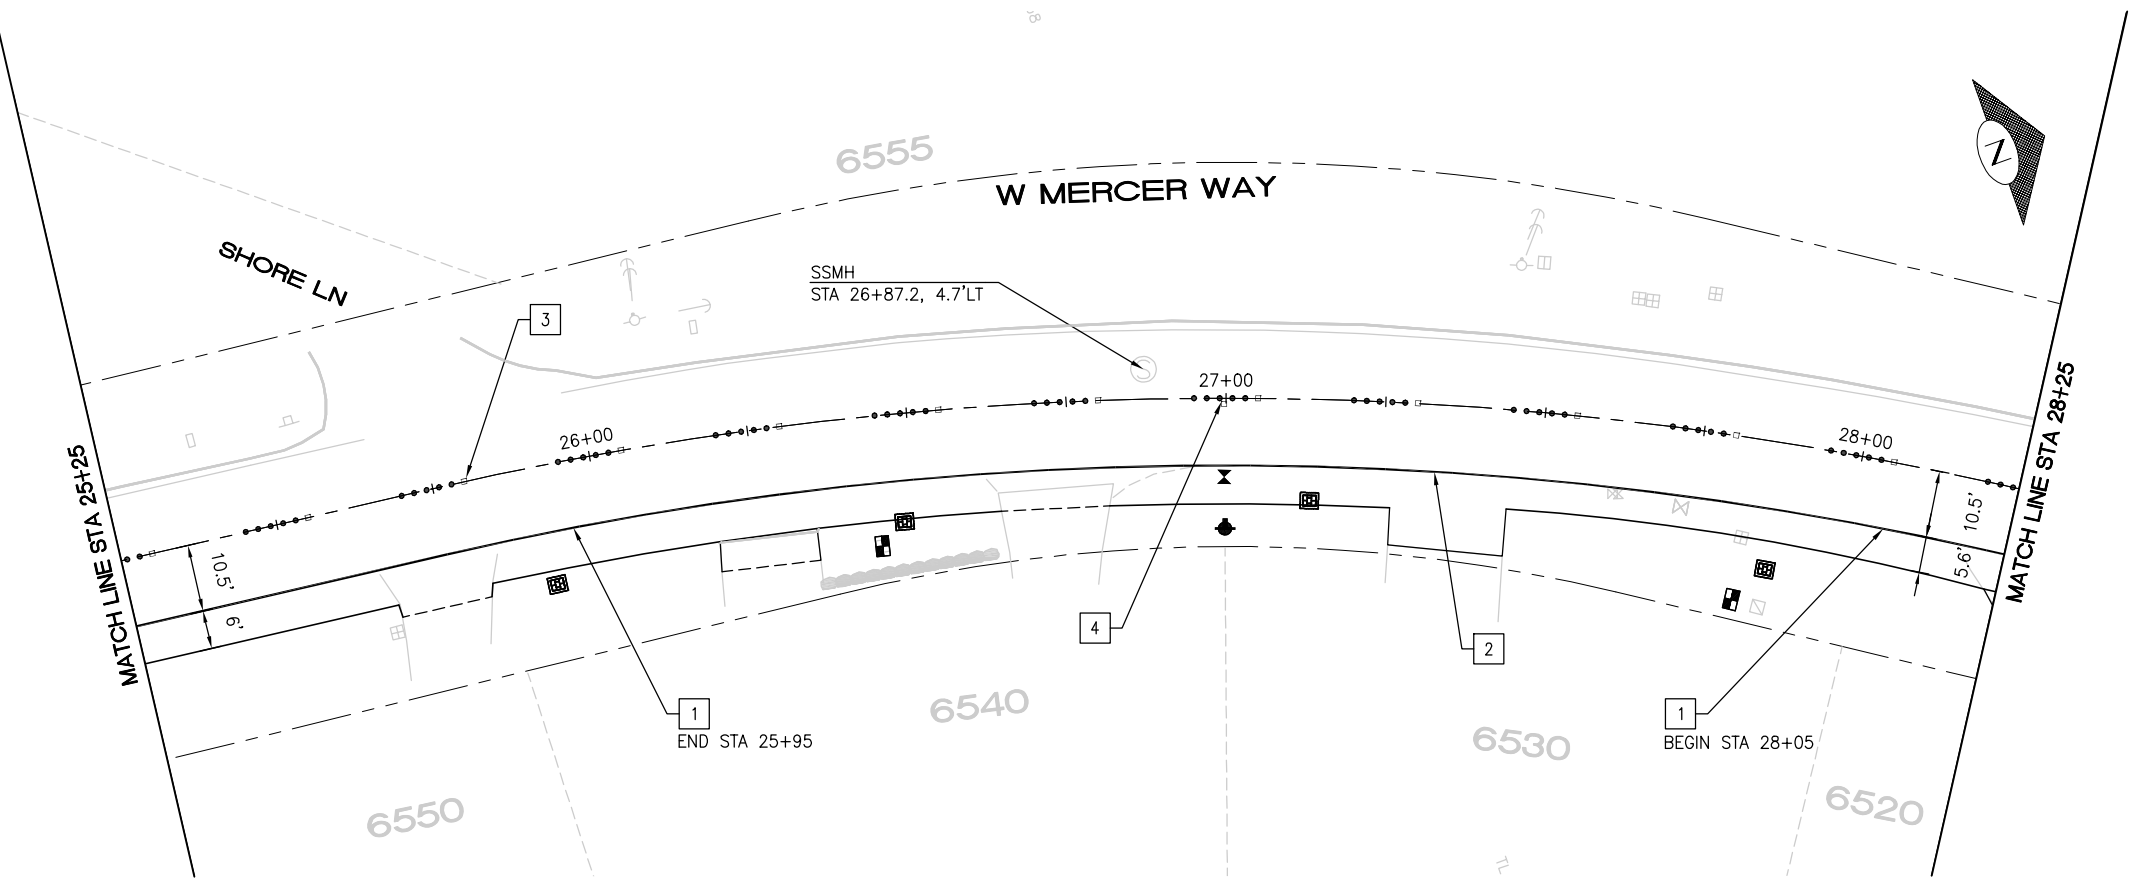 6555
W MERCER WAY
N
SHORE LN
SSMH
STA 26+87.2, 4.7'LT
3
27+00
26+00
28+00
MATCH LINE STA 25+25
MATCH LINE STA 28+25
10.5'
6'
10.5'
5.6'
4
2
1
END STA 25+95
1
BEGIN STA 28+05
6540
6530
6550
6520
TL
S